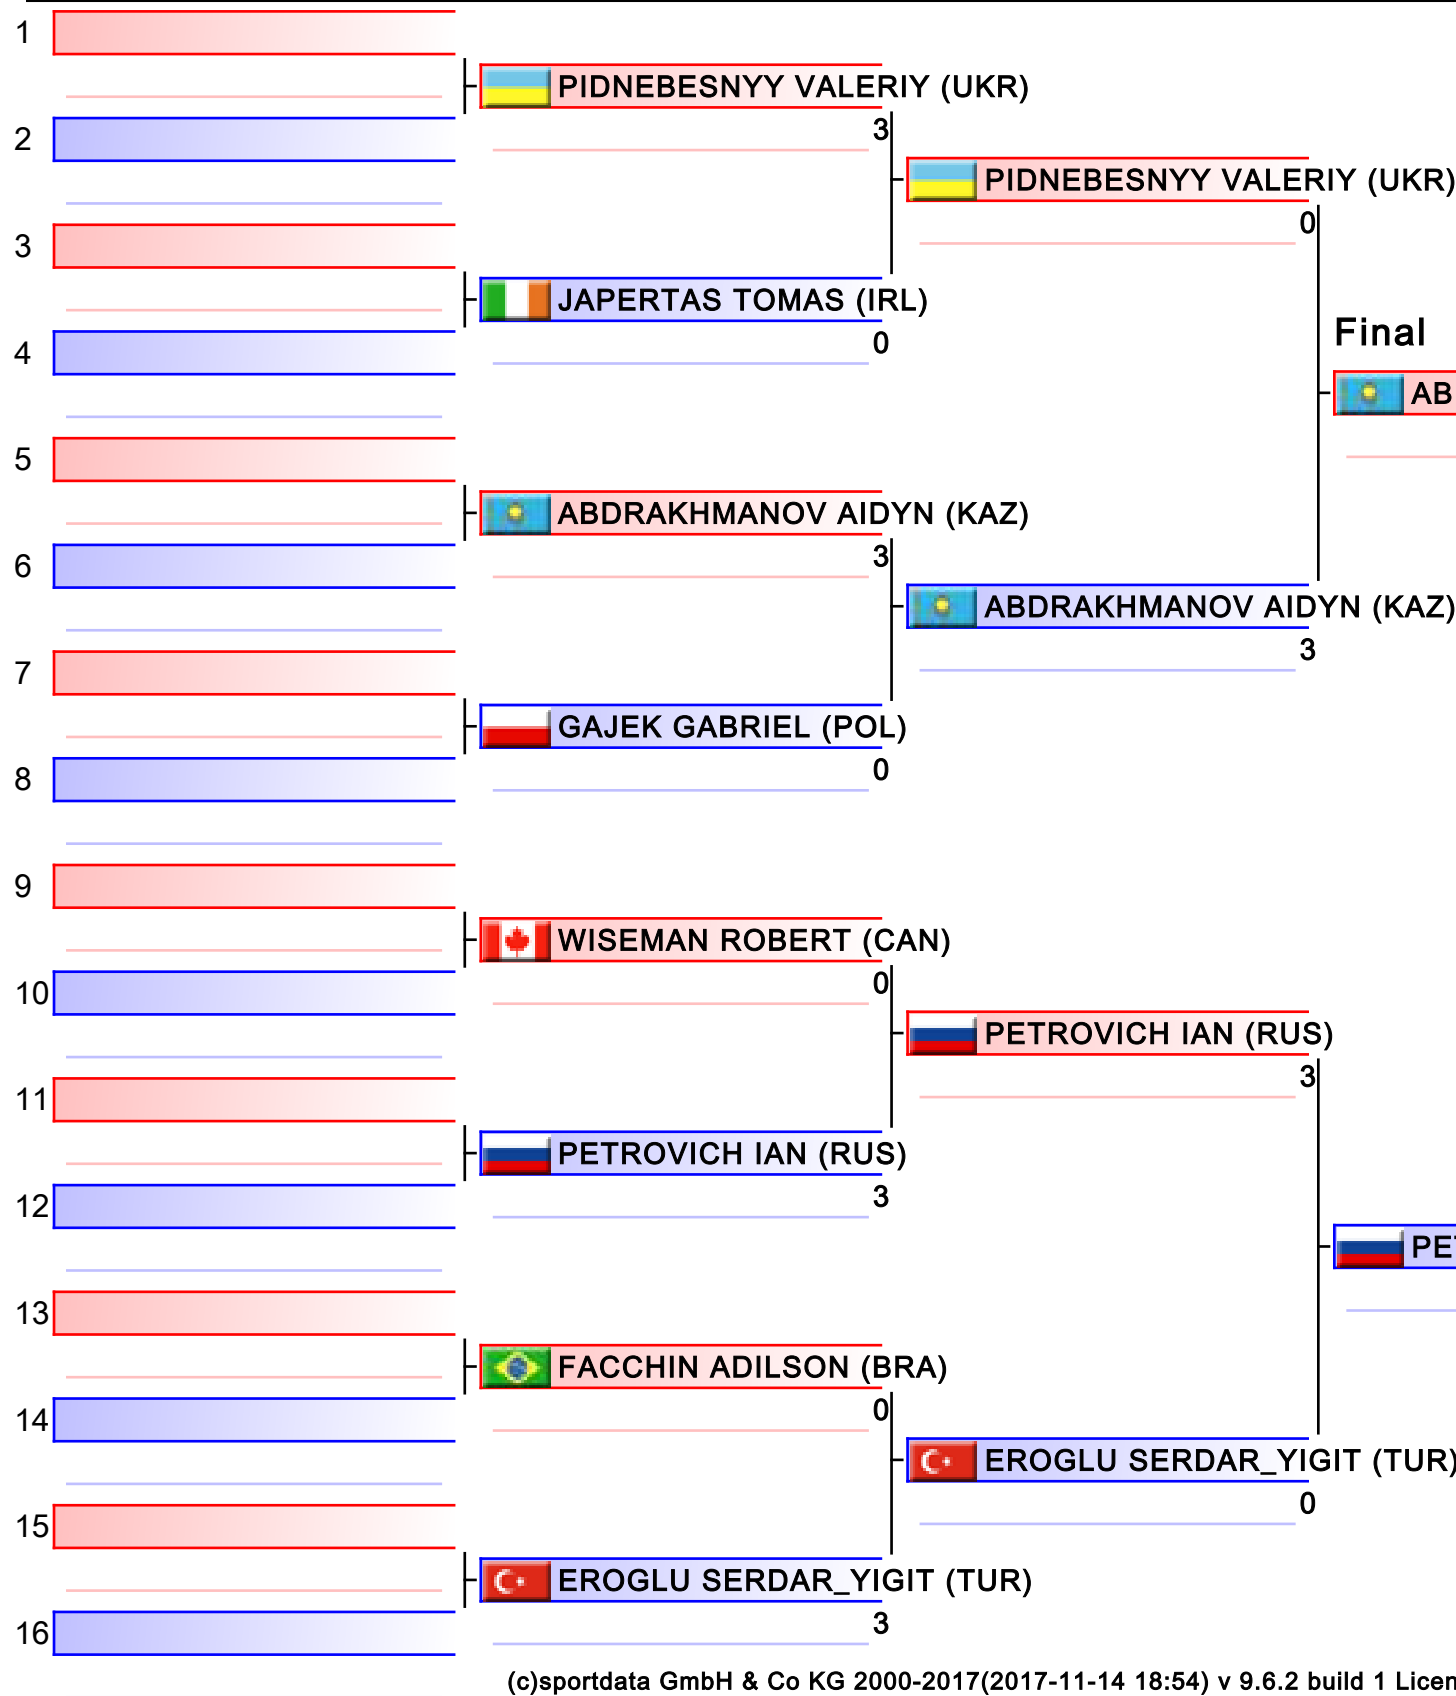 1
PIDNEBESNYY VALERIY (UKR)
3
2
PIDNEBESNYY VALERIY (UKR)
0
3
JAPERTAS TOMAS (IRL)
0
4
Final
AB
5
ABDRAKHMANOV AIDYN (KAZ)
3
6
ABDRAKHMANOV AIDYN (KAZ)
3
7
GAJEK GABRIEL (POL)
0
8
9
WISEMAN ROBERT (CAN)
0
10
PETROVICH IAN (RUS)
3
11
PETROVICH IAN (RUS)
3
12
PET
13
FACCHIN ADILSON (BRA)
0
14
EROGLU SERDAR_YIGIT (TUR)
0
15
EROGLU SERDAR_YIGIT (TUR)
3
16
(c)sportdata GmbH & Co KG 2000-2017(2017-11-14 18:54) v 9.6.2 build 1 Licen